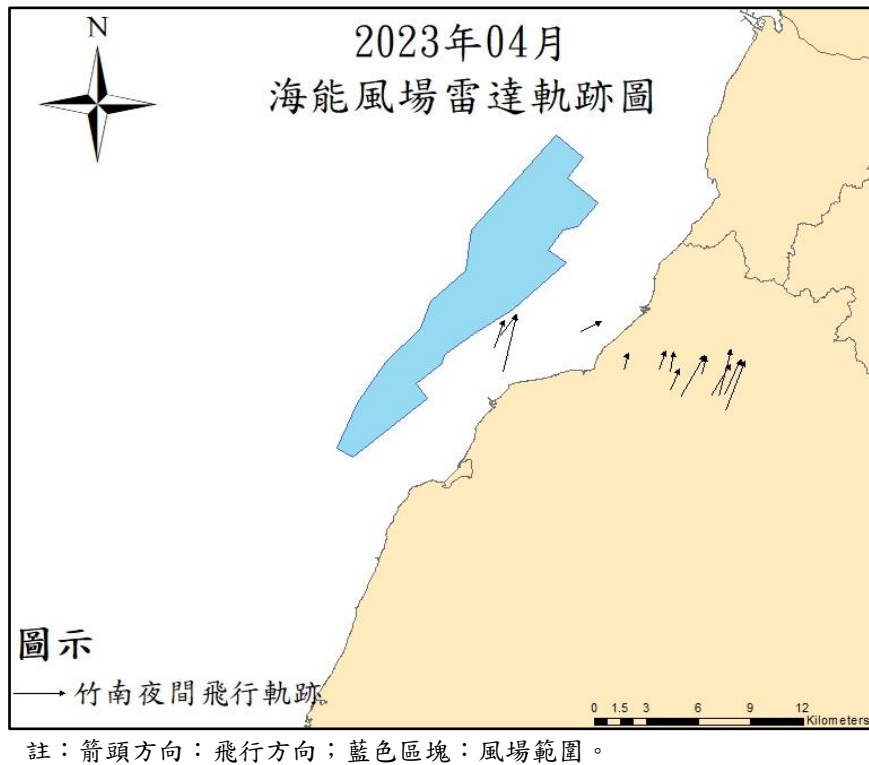 N
2023年04月
海能風場雷達軌跡圖
圖示
竹南夜間飛行軌跡
0 1.5 3 6 9 12
Kilometers
註：箭頭方向：飛行方向；藍色區塊：風場範圍。